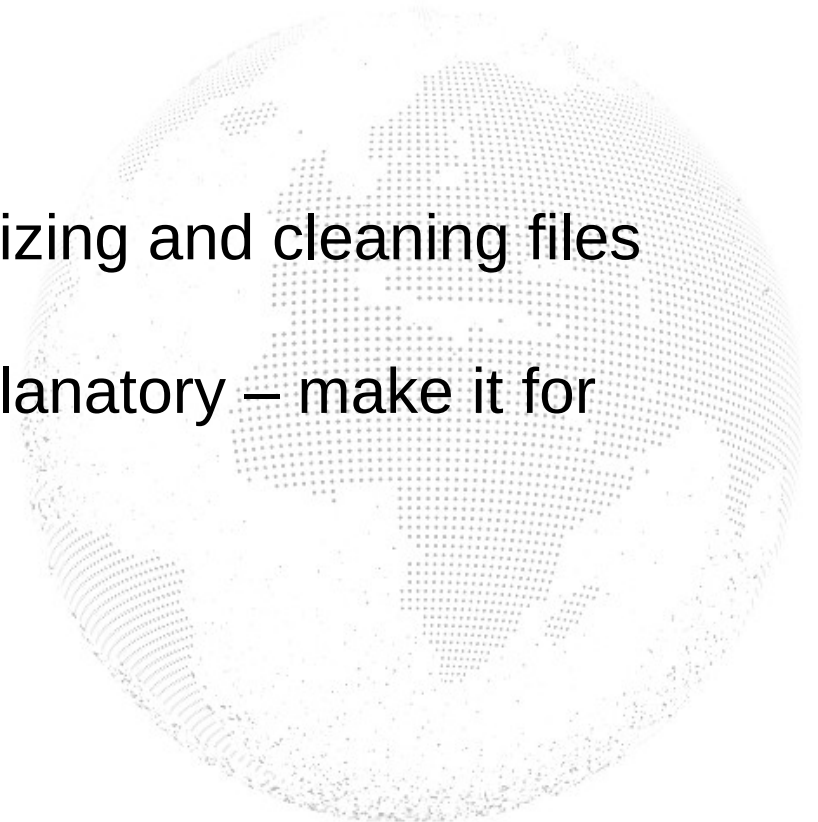 izing and cleaning files
lanatory – make it for